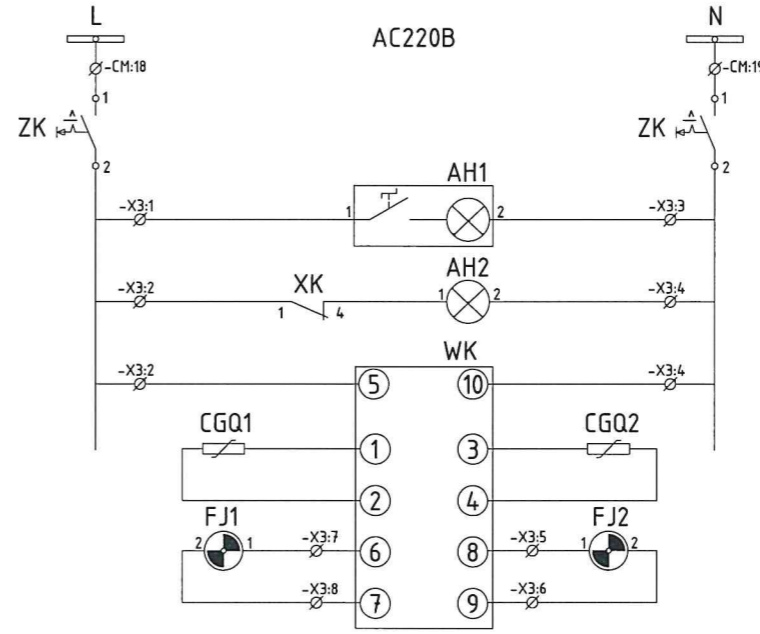 L AC220B N
-CM:18 -CM:19
1 1
ZK ZK
2 2
AH1
-X3:1 1 2 -X3:3
AH2
-X3:2 XK 1 2 -X3:4
1 4
WK
-X3:2 5 10 -X3:4
CGQ1 CGQ2
1 3
2 4
FJ1 FJ2
2 1 -X3:7 6 8 -X3:5 1 2
-X3:8 7 9 -X3:6